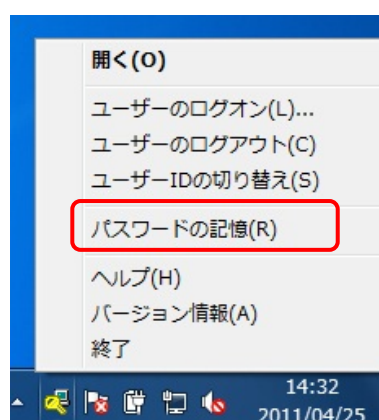 開く(O)
ユーザーのログオン(L)...
ユーザーのログアウト(C)
ユーザーIDの切り替え(S)
パスワードの記憶(R)
ヘルプ(H)
バージョン情報(A)
終了
14:32
2011/04/25